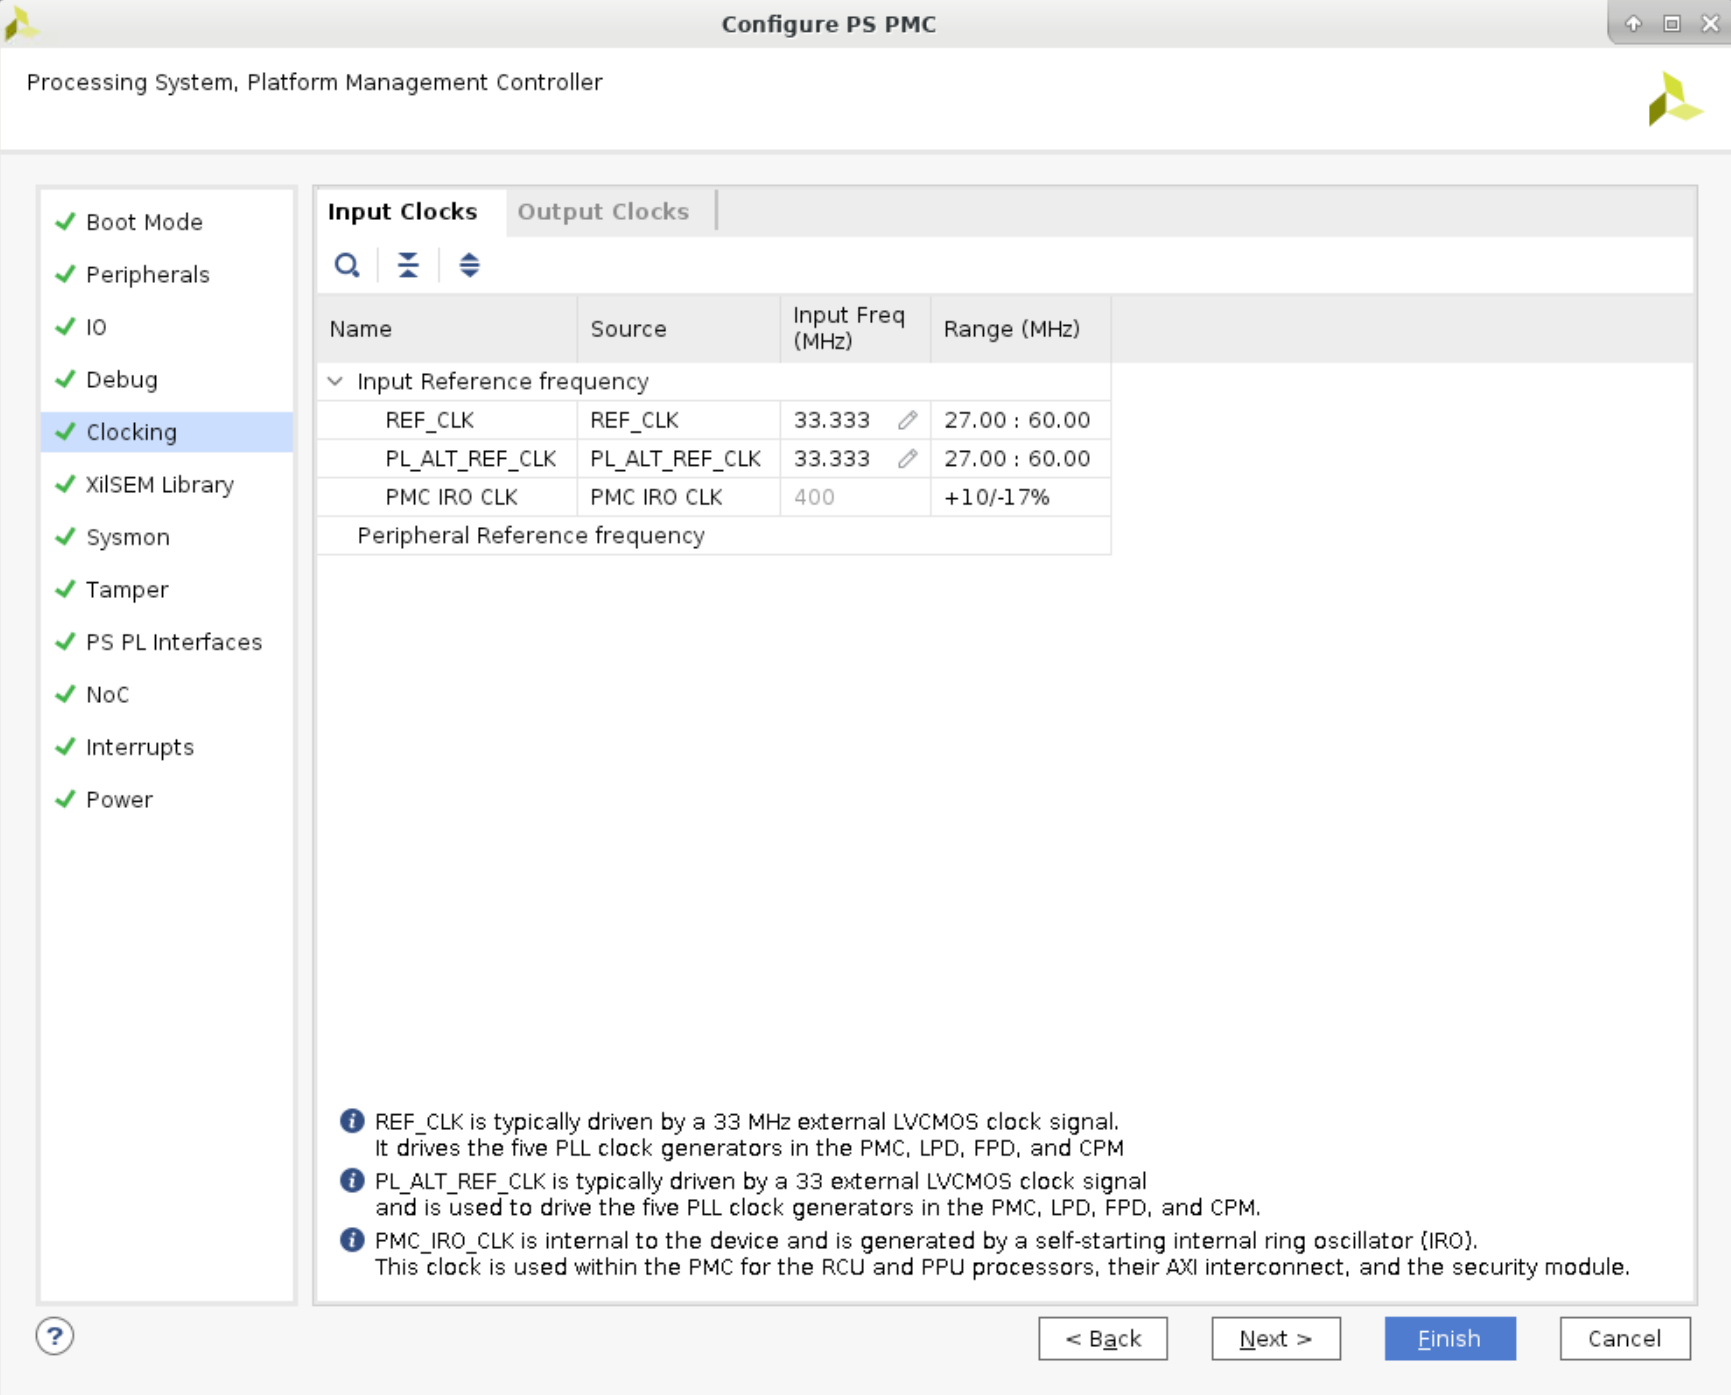 Configure PS PMC
Processing System, Platform Management Controller
Boot Mode
Peripherals
IO
Debug
Clocking
XilSEM Library
Sysmon
Tamper
PS PL Interfaces
NoC
Interrupts
Power
Input Clocks Output Clocks
Name Source Input Freq (MHz) Range (MHz)
Input Reference frequency
REF_CLK REF_CLK 33.333 27.00 : 60.00
PL_ALT_REF_CLK PL_ALT_REF_CLK 33.333 27.00 : 60.00
PMC IRO CLK PMC IRO CLK 400 +10/-17%
Peripheral Reference frequency
REF_CLK is typically driven by a 33 MHz external LVCMOS clock signal.
It drives the five PLL clock generators in the PMC, LPD, FPD, and CPM
PL_ALT_REF_CLK is typically driven by a 33 external LVCMOS clock signal
and is used to drive the five PLL clock generators in the PMC, LPD, FPD, and CPM.
PMC_IRO_CLK is internal to the device and is generated by a self-starting internal ring oscillator (IRO).
This clock is used within the PMC for the RCU and PPU processors, their AXI interconnect, and the security module.
? < Back Next > Finish Cancel